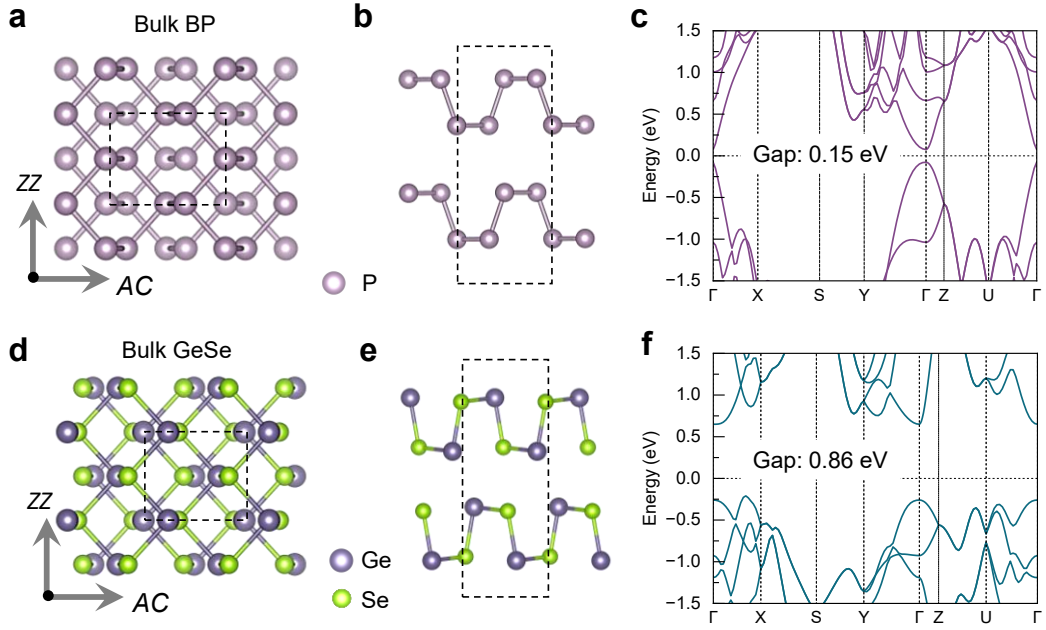 a
Bulk BP
ZZ
AC
P
b
c
Energy (eV)
1.5
1.0
0.5
0.0
−0.5
−1.0
−1.5
Gap: 0.15 eV
Γ X S Y Γ Z U Γ
d
Bulk GeSe
ZZ
AC
Ge
Se
e
f
Energy (eV)
1.5
1.0
0.5
0.0
−0.5
−1.0
−1.5
Gap: 0.86 eV
Γ X S Y Γ Z U Γ